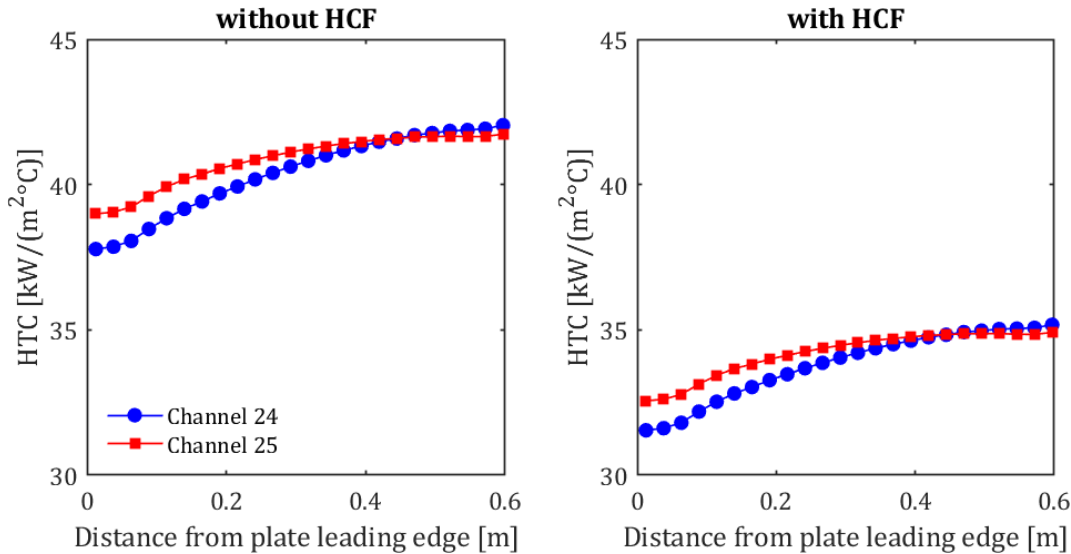 without HCF
45
40
35
30
HTC [kW/(m²°C)]
Channel 24
Channel 25
0
0.2
0.4
0.6
Distance from plate leading edge [m]
with HCF
45
40
35
30
HTC [kW/(m²°C)]
0
0.2
0.4
0.6
Distance from plate leading edge [m]